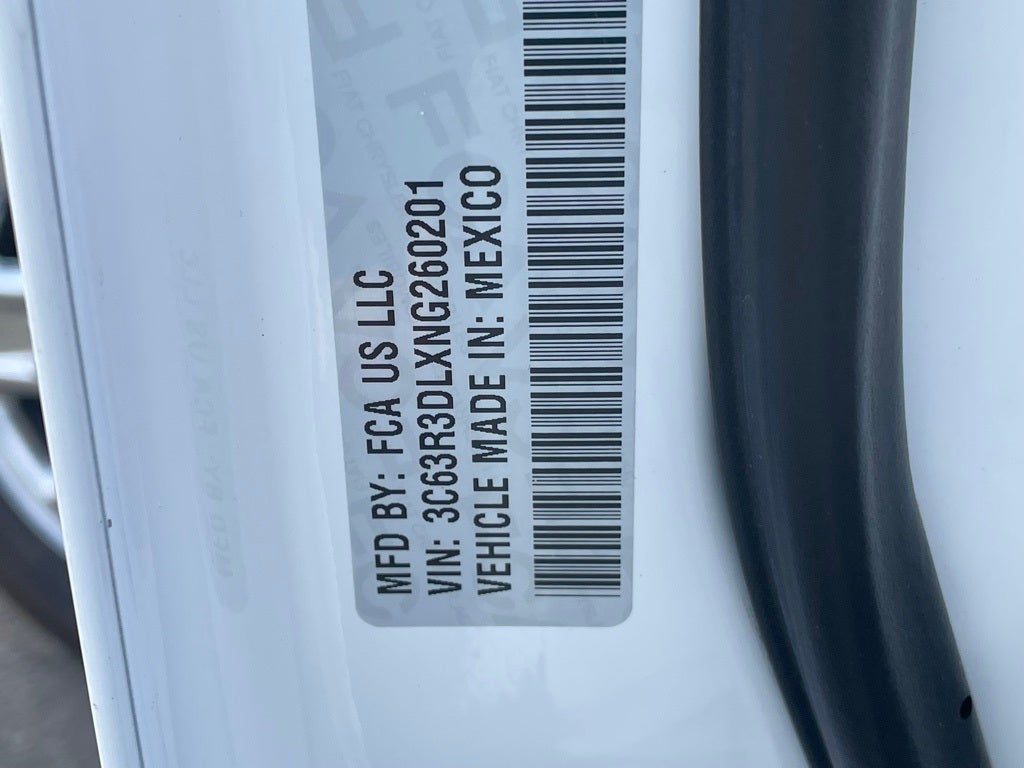 MFD BY: FCA US LLC
VIN: 3C63R3DLXNG260201
VEHICLE MADE IN: MEXICO